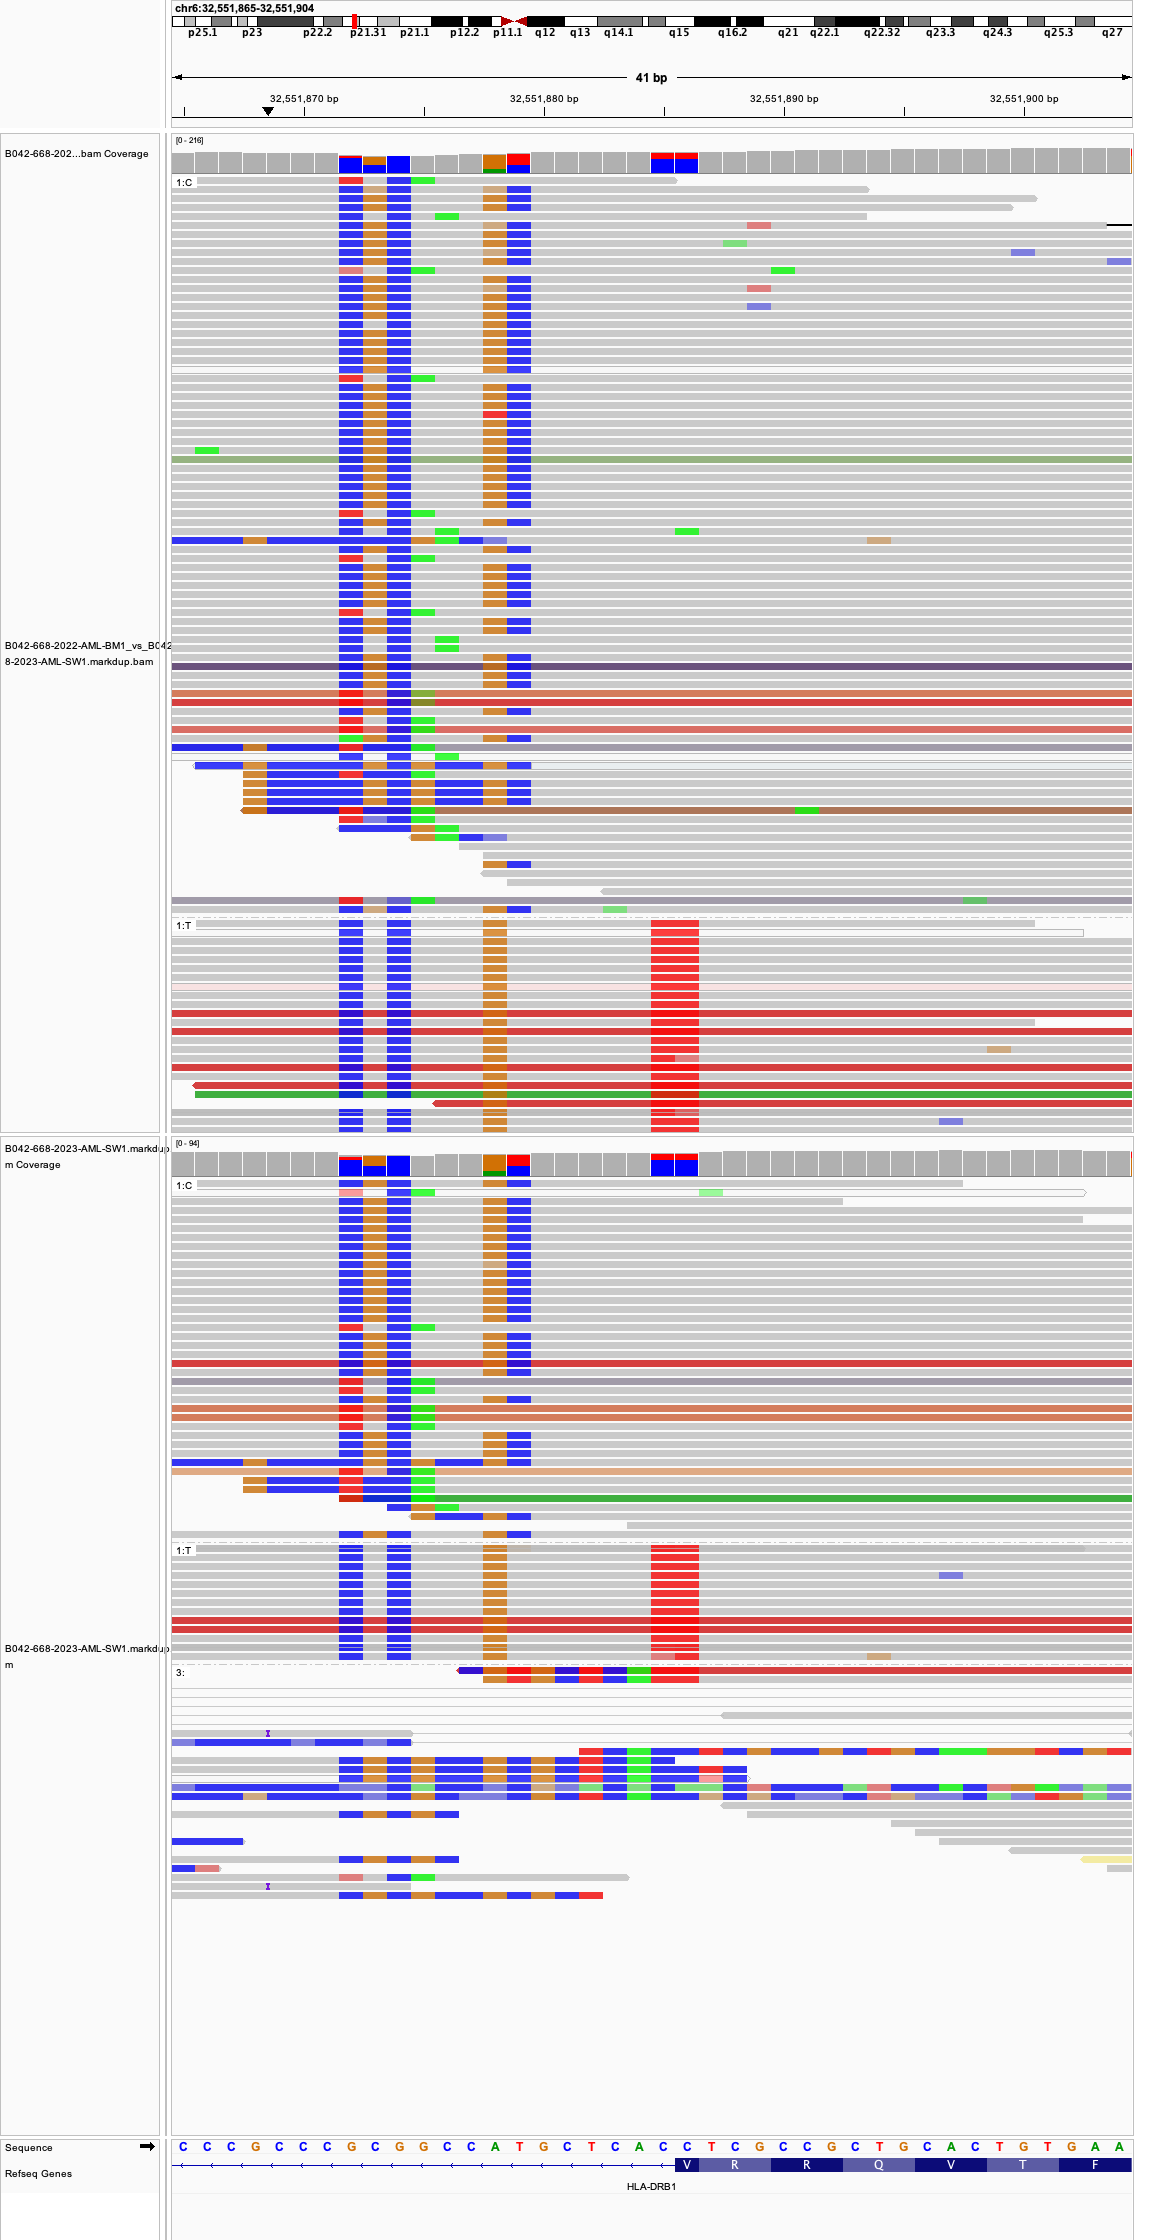 chr6:32,551,865-32,551,904
p25.1 p23 p22.2 p21.31 p21.1 p12.2 p11.1 q12 q13 q14.1 q15 q16.2 q21 q22.1 q22.32 q23.3 q24.3 q25.3 q27
41 bp
32,551,870 bp 32,551,880 bp 32,551,890 bp 32,551,900 bp
[0 - 216]
B042-668-202...bam Coverage
1:C
B042-668-2022-AML-BM1_vs_B042
8-2023-AML-SW1.markdup.bam
1:T
[0 - 94]
B042-668-2023-AML-SW1.markdup
m Coverage
1:C
1:T
B042-668-2023-AML-SW1.markdup
m
3:
Sequence C C C G C C C G C G G C C A T G C T C A C C T C G C C G C T G C A C T G T G A A
Refseq Genes V R R Q V T F
HLA-DRB1